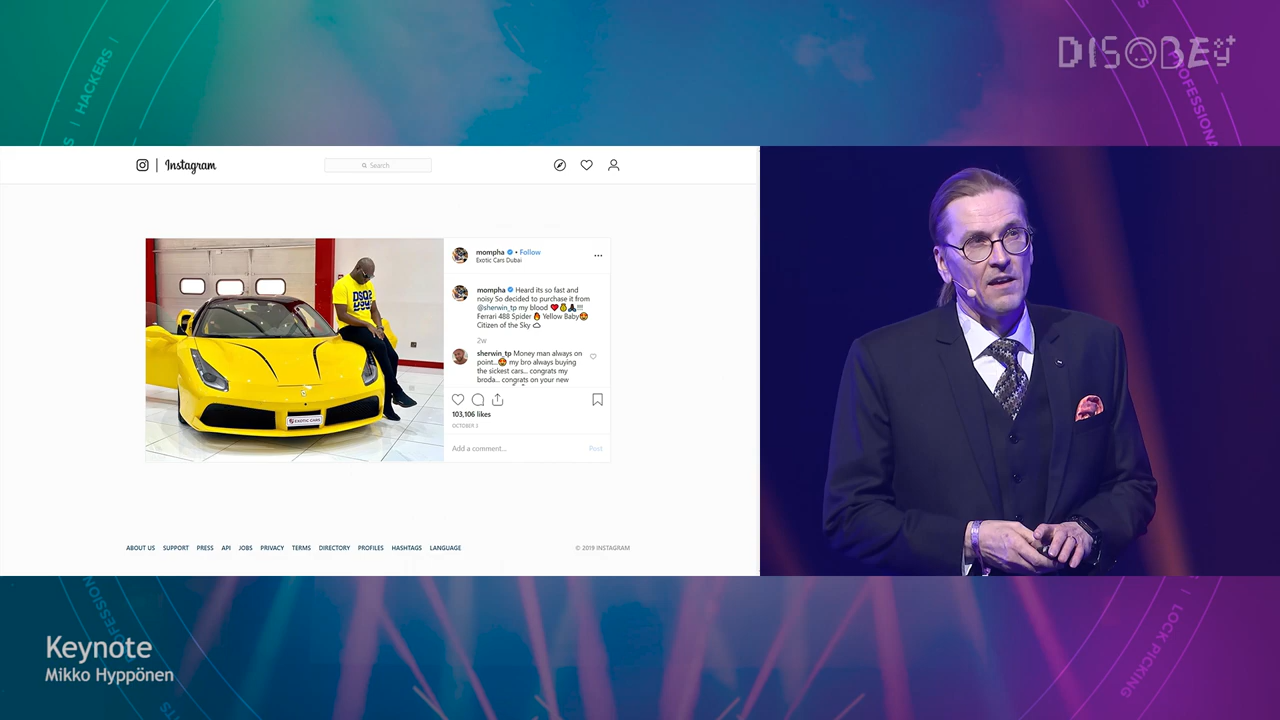 HACKERS |
DISOBEY
PROFESSIONA
Instagram
Search
mompha • Follow
Exotic Cars Dubai
DSQ2
mompha Heard its so fast and
noisy So decided to purchase it from
@sherwin_tp my blood ❤️💰🙏!!!
Ferrari 488 Spider 🔥 Yellow Baby😍
Citizen of the Sky ☁
2w
sherwin_tp Money man always on
point...😍 my bro always buying
the sickest cars... congrats my
broda... congrats on your new
EXOTIC CARS
103,106 likes
OCTOBER 3
Add a comment...
Post
ABOUT US SUPPORT PRESS API JOBS PRIVACY TERMS DIRECTORY PROFILES HASHTAGS LANGUAGE
© 2019 INSTAGRAM
Keynote
Mikko Hyppönen
| LOCK PICKING